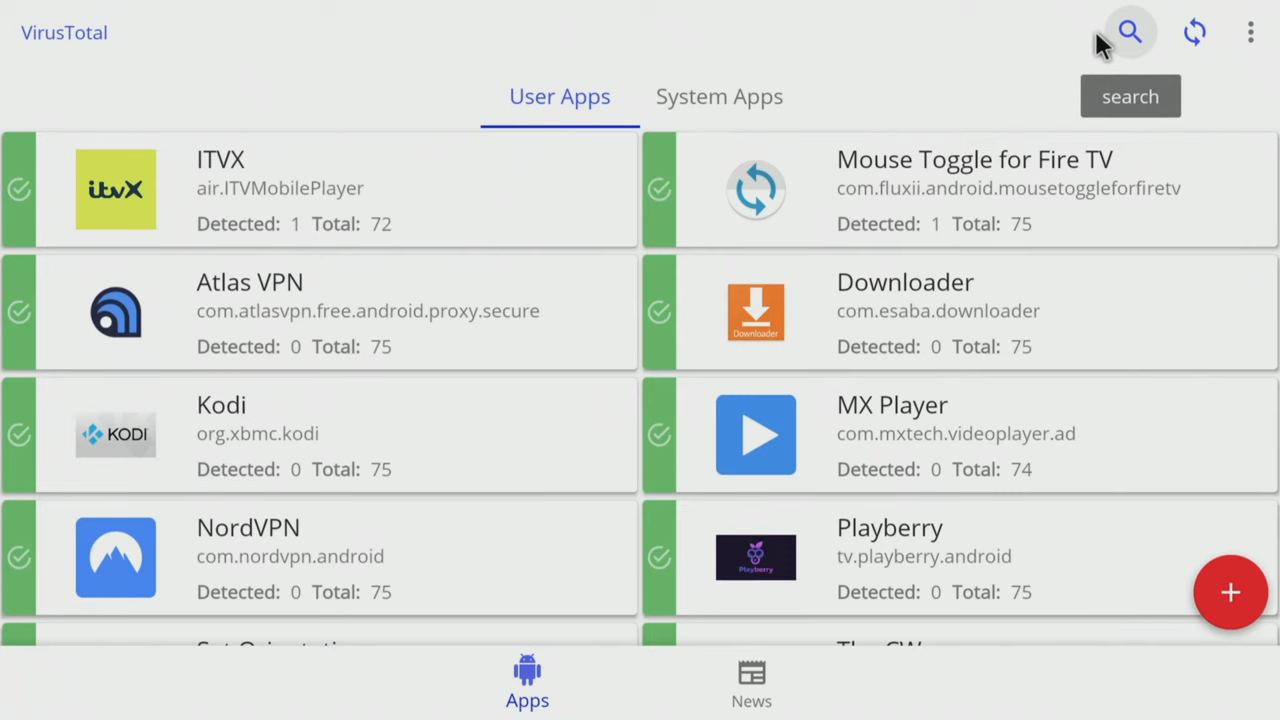 VirusTotal
search
User Apps
System Apps
itvX
ITVX
air.ITVMobilePlayer
Detected: 1 Total: 72
Mouse Toggle for Fire TV
com.fluxii.android.mousetoggleforfiretv
Detected: 1 Total: 75
Atlas VPN
com.atlasvpn.free.android.proxy.secure
Detected: 0 Total: 75
Downloader
Downloader
com.esaba.downloader
Detected: 0 Total: 75
KODI
Kodi
org.xbmc.kodi
Detected: 0 Total: 75
MX Player
com.mxtech.videoplayer.ad
Detected: 0 Total: 74
NordVPN
com.nordvpn.android
Detected: 0 Total: 75
Playberry
Playberry
tv.playberry.android
Detected: 0 Total: 75
Apps
News